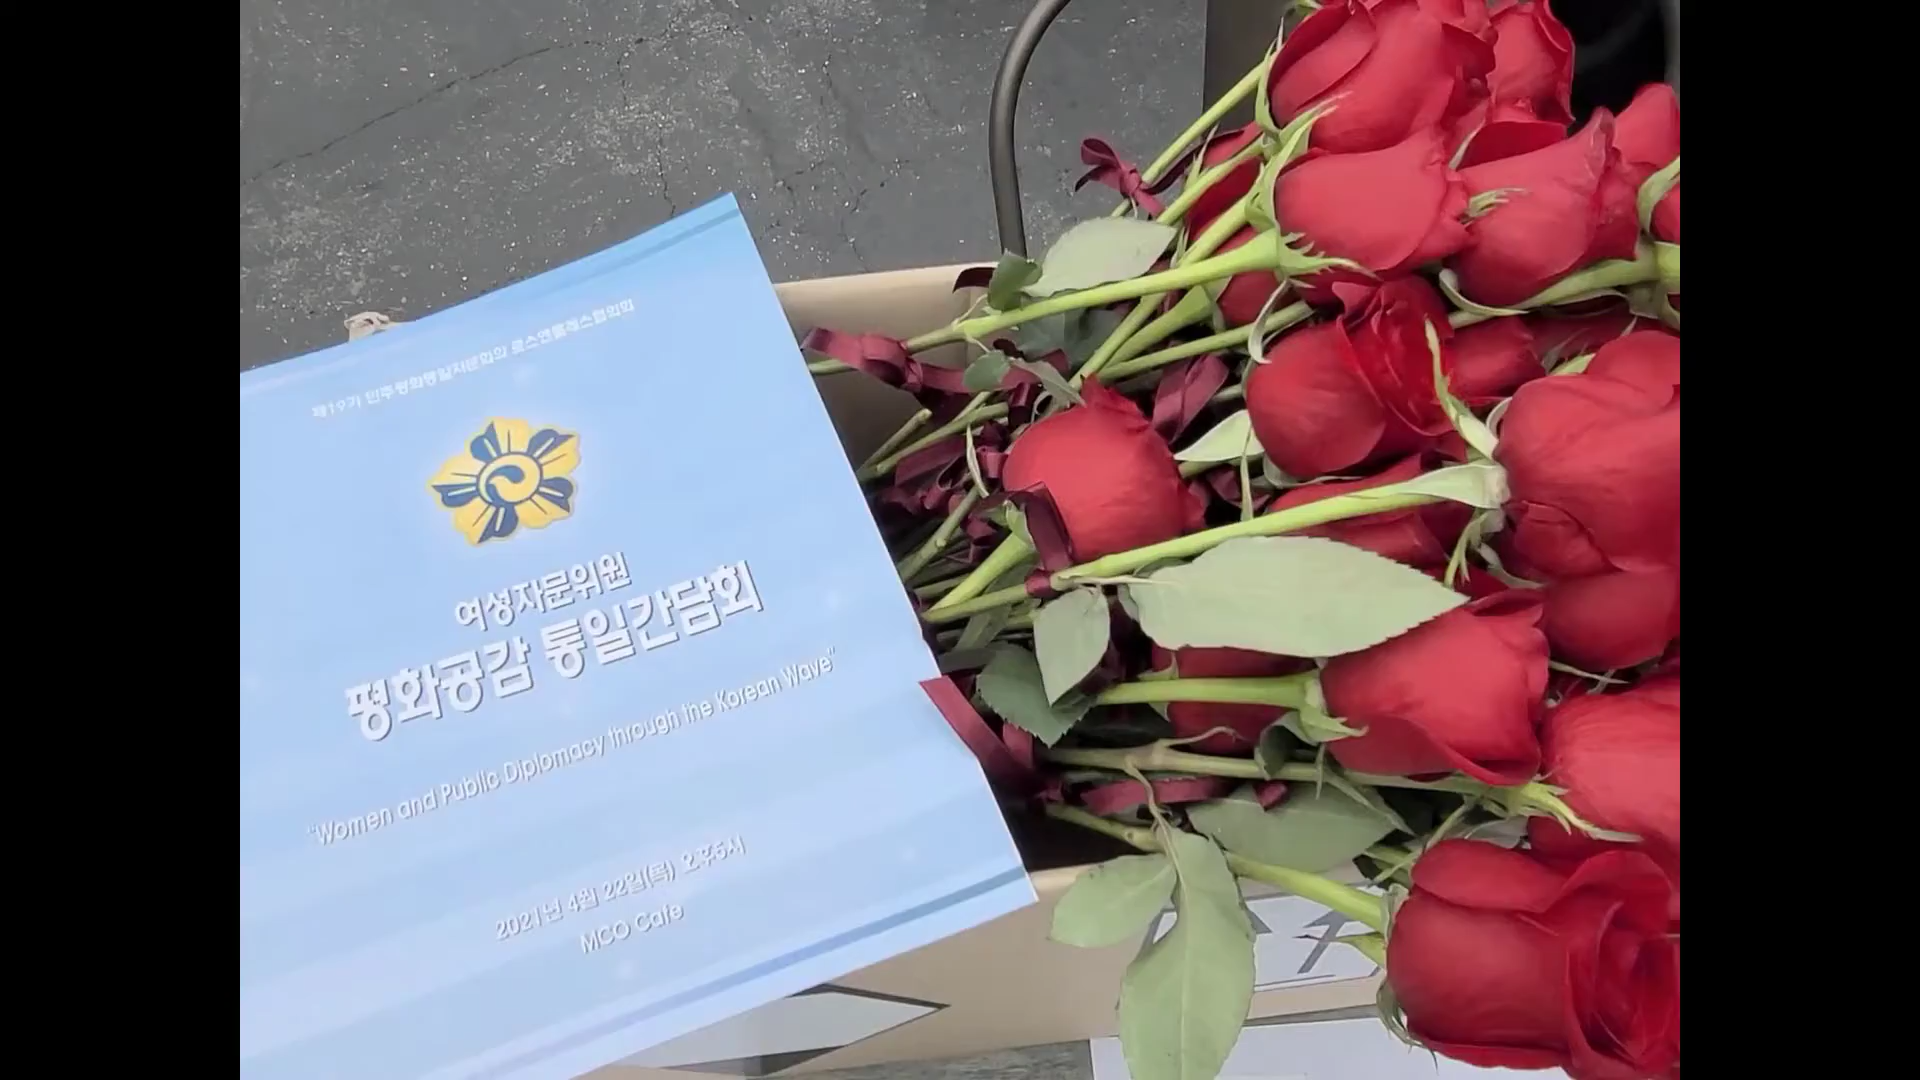 제19기 민주평화통일자문회의 로스앤젤레스협의회
여성자문위원
평화공감 통일간담회
“Women and Public Diplomacy through the Korean Wave”
2021년 4월 22일(목) 오후5시
MCO Cafe